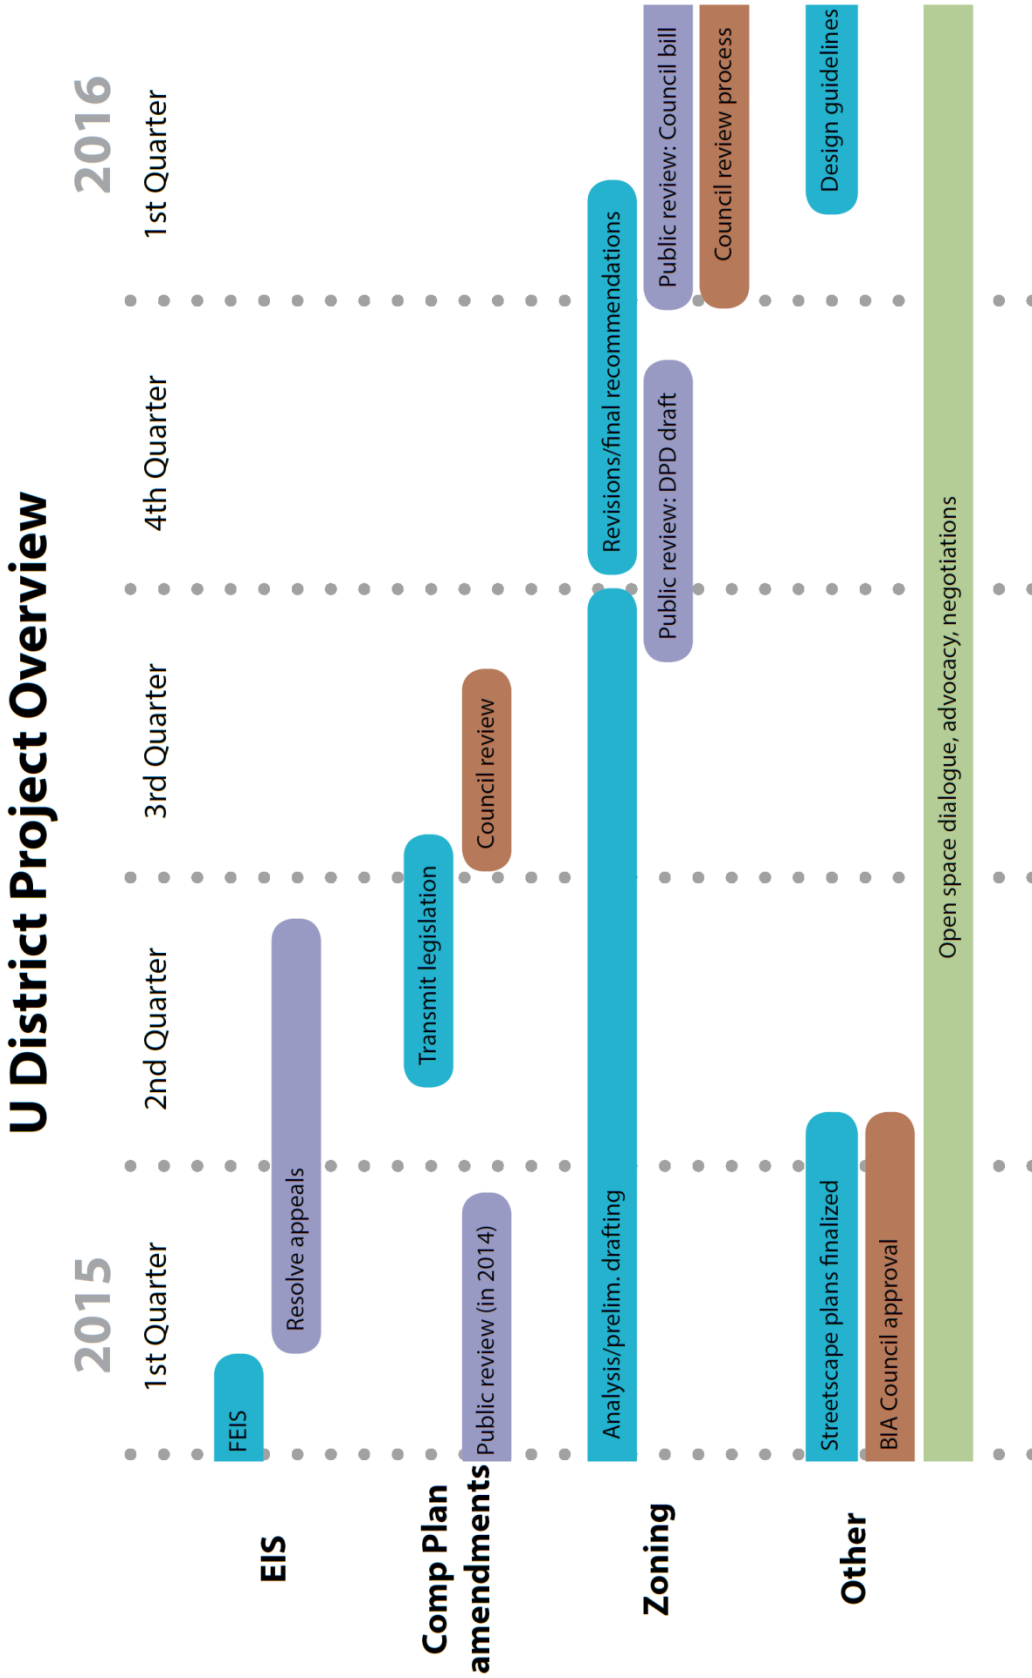 U District Project Overview
2015
2016
1st Quarter
2nd Quarter
3rd Quarter
4th Quarter
1st Quarter
EIS
FEIS
Resolve appeals
Comp Plan
amendments
Transmit legislation
Public review (in 2014)
Council review
Zoning
Analysis/prelim. drafting
Revisions/final recommendations
Public review: DPD draft
Public review: Council bill
Council review process
Other
Streetscape plans finalized
Design guidelines
BIA Council approval
Open space dialogue, advocacy, negotiations